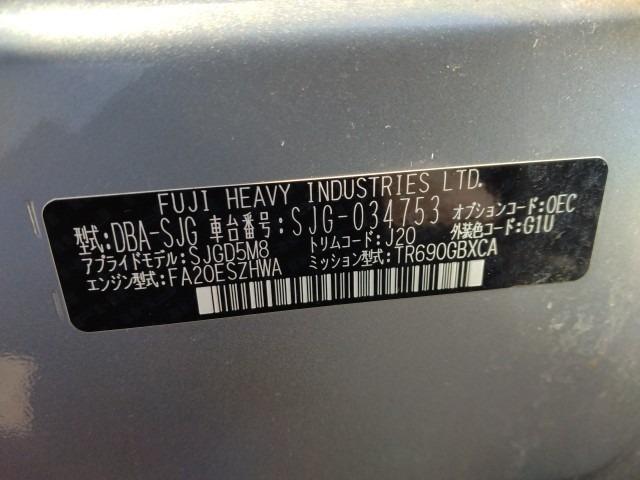 FUJI HEAVY INDUSTRIES LTD.
型式:DBA-SJG 車台番号:SJG-034753 オプションコード:OEC
アプライドモデル:SJGD5M8 トリムコード:J20 外装色コード:G1U
エンジン型式:FA20ESZHWA ミッション型式:TR690GBXCA